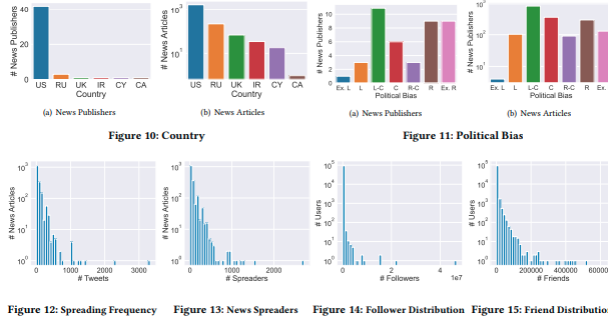 # News Publishers
40
20
0
US RU UK IR CY CA
Country
(a) News Publishers
# News Articles
10³
10¹
US RU UK IR CY CA
Country
(b) News Articles
Figure 10: Country
# News Publishers
10
8
6
4
2
0
Ex. L L L-C C R-C R Ex. R
Political Bias
(a) News Publishers
# News Articles
10³
10²
10¹
Ex. L L L-C C R-C R Ex. R
Political Bias
(b) News Articles
Figure 11: Political Bias
# News Articles
10³
10²
10¹
10⁰
0 1000 2000 3000
# Tweets
Figure 12: Spreading Frequency
# News Articles
10³
10²
10¹
10⁰
0 1000 2000
# Spreaders
Figure 13: News Spreaders
# Users
10⁵
10⁴
10³
10²
10¹
10⁰
0 2 4
1e7
# Followers
Figure 14: Follower Distribution
# Users
10⁵
10⁴
10³
10²
10¹
10⁰
0 200000 400000 60000
# Friends
Figure 15: Friend Distribution